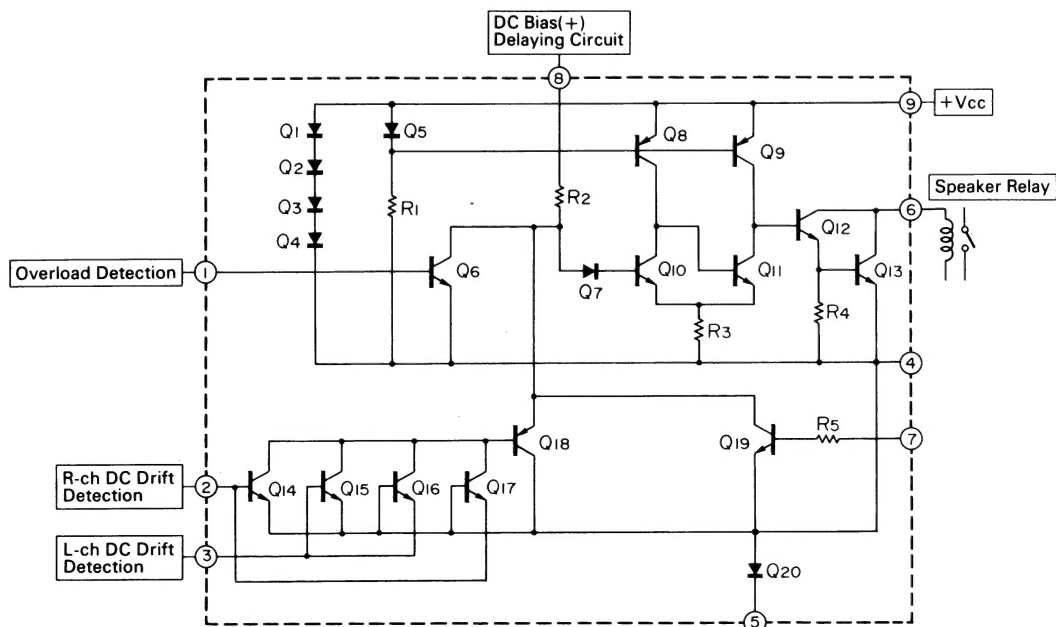 DC Bias(+)
Delaying Circuit
8
9
+Vcc
Q1
Q5
Q8
Q9
Q2
Speaker Relay
Q3
R1
R2
6
Q4
Q12
Overload Detection
1
Q6
Q7
Q10
Q11
Q13
R3
R4
4
Q18
Q19
R5
7
R-ch DC Drift
Detection
2
Q14
Q15
Q16
Q17
L-ch DC Drift
Detection
3
Q20
5